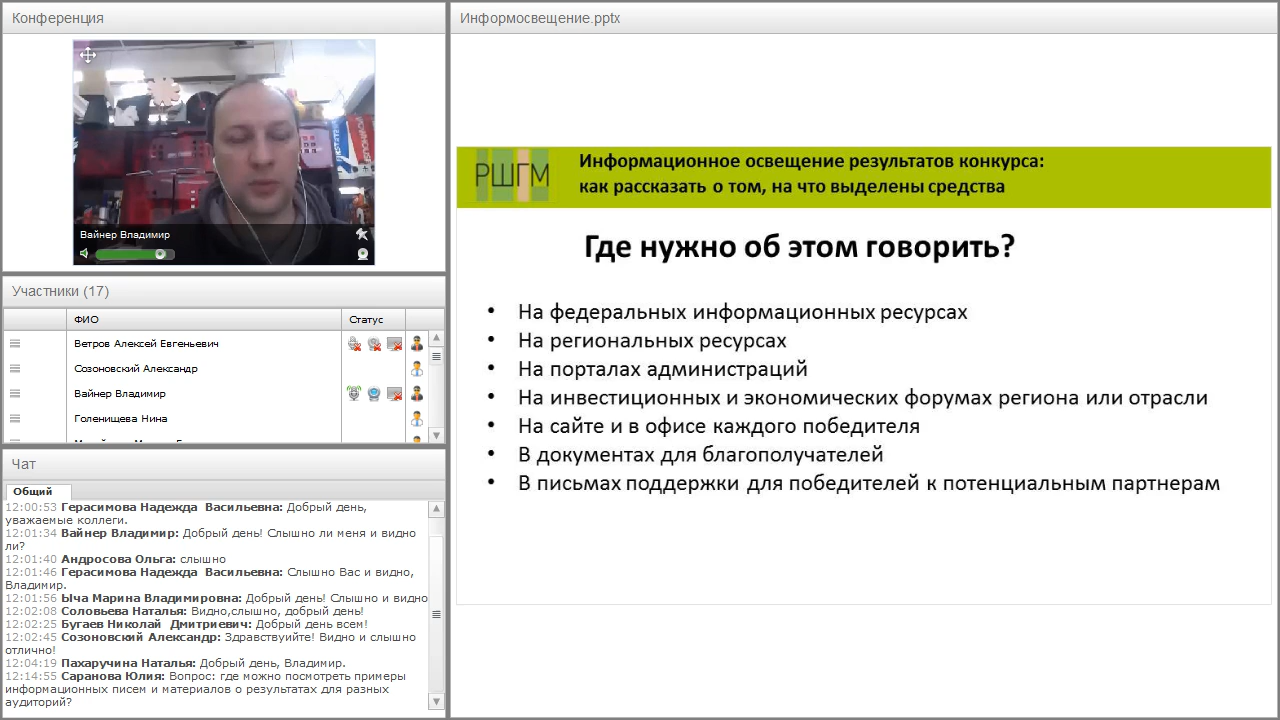 Конференция
Вайнер Владимир
Участники (17)
ФИО
Статус
Ветров Алексей Евгеньевич
Созоновский Александр
Вайнер Владимир
Голенищева Нина
Чат
Общий
12:00:53 Герасимова Надежда Васильевна: Добрый день,
уважаемые коллеги.
12:01:34 Вайнер Владимир: Добрый день! Слышно ли меня и видно
ли?
12:01:40 Андросова Ольга: слышно
12:01:46 Герасимова Надежда Васильевна: Слышно Вас и видно,
Владимир.
12:01:56 Ыча Марина Владимировна: Добрый день! Слышно и видно
12:02:08 Соловьева Наталья: Видно,слышно, добрый день!
12:02:25 Бугаев Николай Дмитриевич: Добрый день всем!
12:02:45 Созоновский Александр: Здравствуийте! Видно и слышно
отлично!
12:04:19 Пахаручина Наталья: Добрый день, Владимир.
12:14:55 Саранова Юлия: Вопрос: где можно посмотреть примеры
информационных писем и материалов о результатах для разных
аудиторий?
Информосвещение.pptx
РШГМ
Информационное освещение результатов конкурса:
как рассказать о том, на что выделены средства
Где нужно об этом говорить?
• На федеральных информационных ресурсах
• На региональных ресурсах
• На порталах администраций
• На инвестиционных и экономических форумах региона или отрасли
• На сайте и в офисе каждого победителя
• В документах для благополучателей
• В письмах поддержки для победителей к потенциальным партнерам